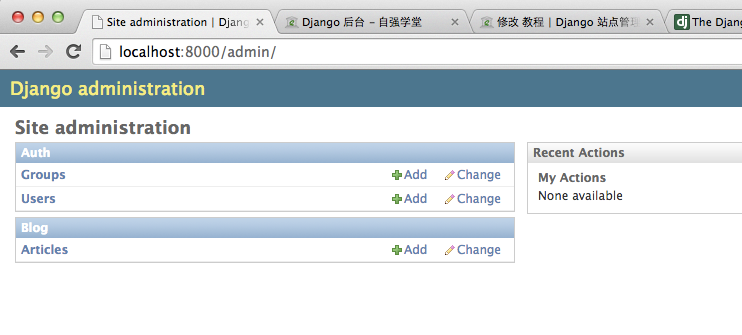 Site administration | Djang
Django 后台 - 自强学堂
修改 教程 | Django 站点管理
The Djang
localhost:8000/admin/
Django administration
Site administration
Auth
Groups Add Change
Users Add Change
Blog
Articles Add Change
Recent Actions
My Actions
None available